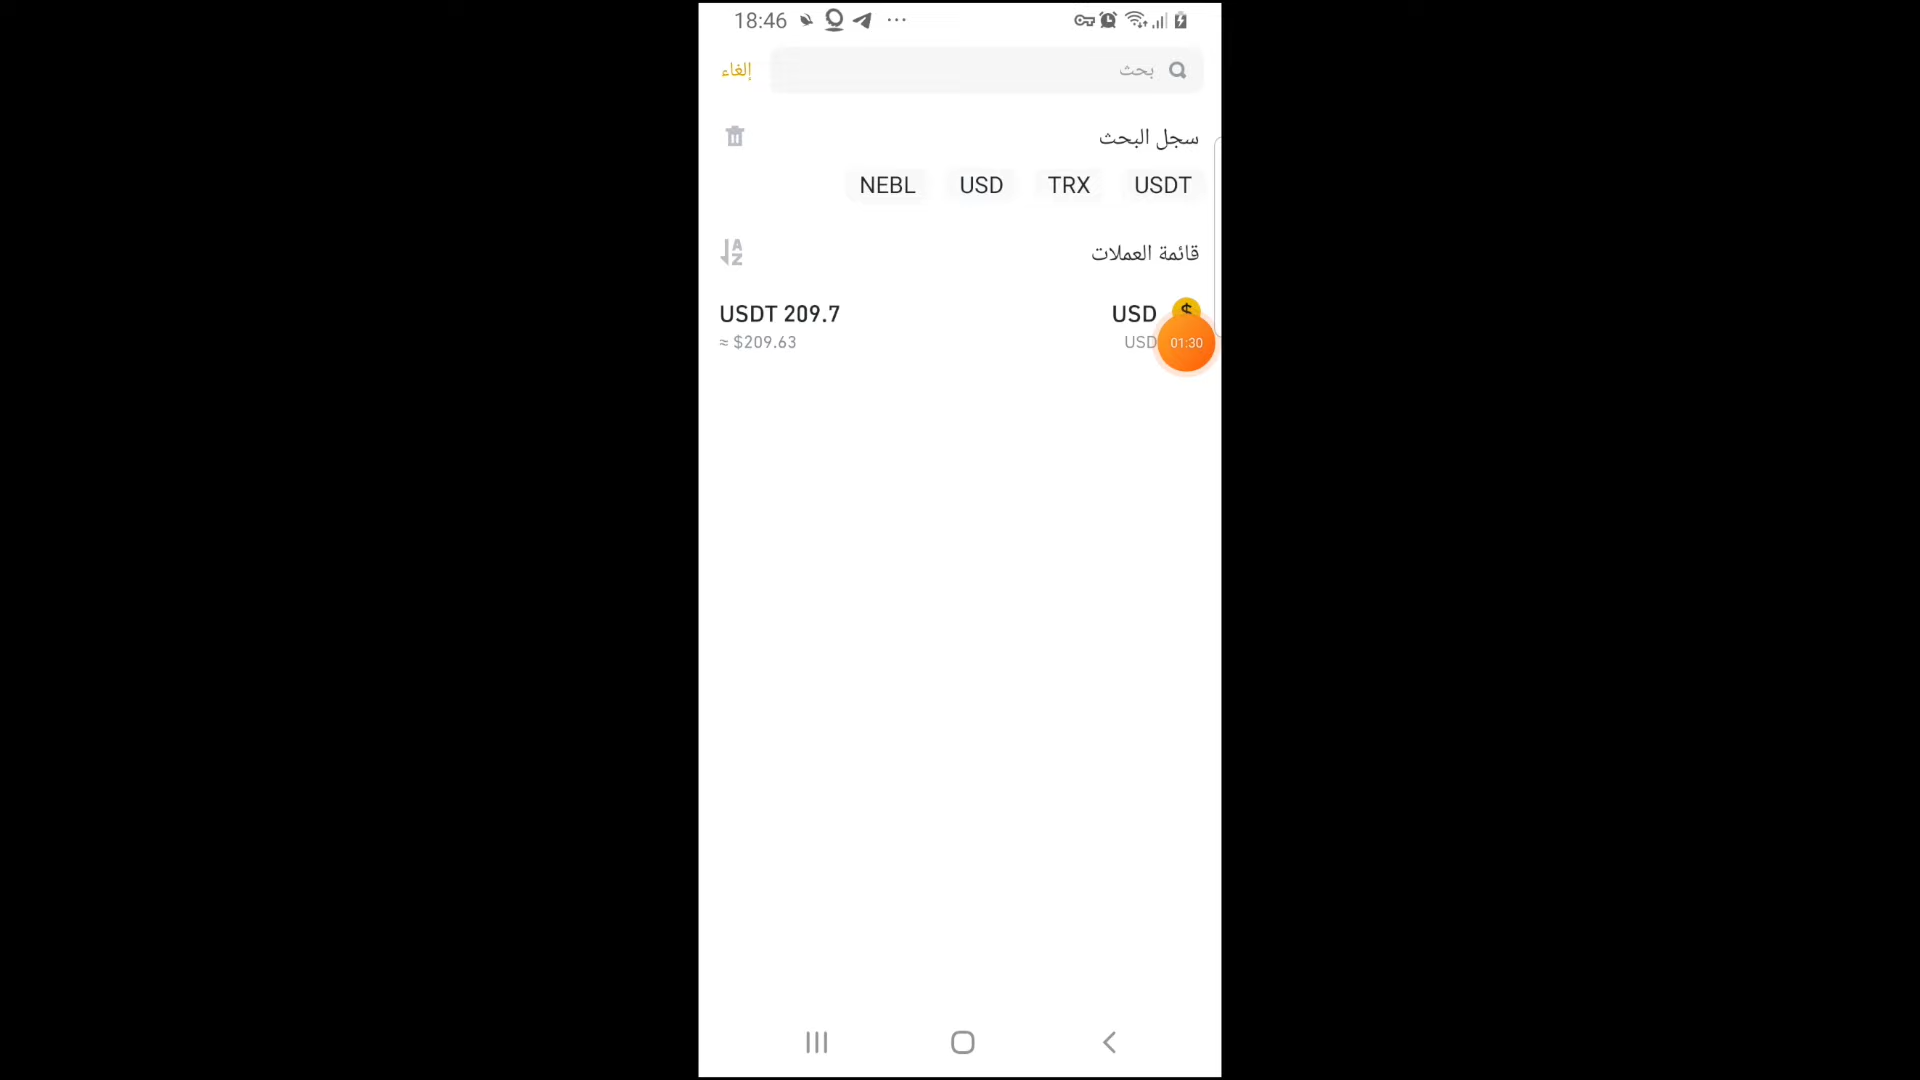 18:46
بحث
إلغاء
سجل البحث
USDT
TRX
USD
NEBL
قائمة العملات
USD
USDT 209.7
USD
≈ $209.63
01:30